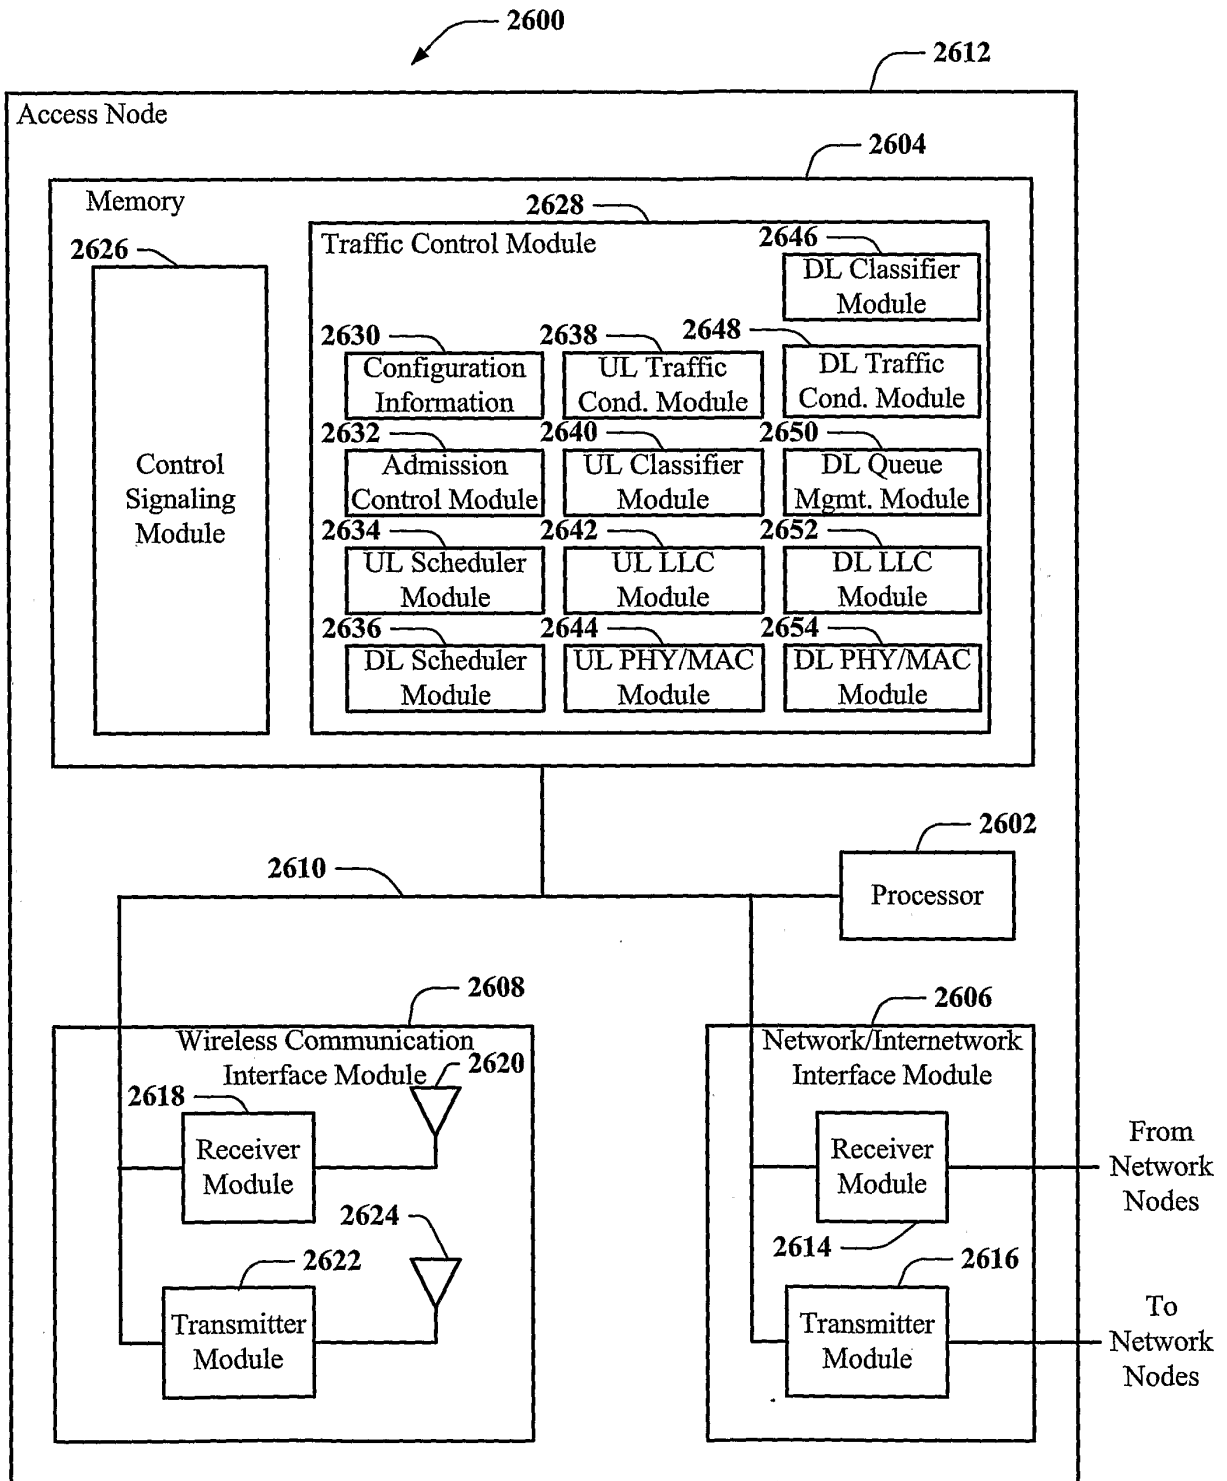 2600
2612
Access Node
2604
Memory
2628
2626
Traffic Control Module
2646
DL Classifier
Module
2630
2638
2648
Configuration
Information
UL Traffic
Cond. Module
DL Traffic
Cond. Module
2632
2640
2650
Admission
Control Module
UL Classifier
Module
DL Queue
Mgmt. Module
Control
Signaling
Module
2634
2642
2652
UL Scheduler
Module
UL LLC
Module
DL LLC
Module
2636
2644
2654
DL Scheduler
Module
UL PHY/MAC
Module
DL PHY/MAC
Module
2602
2610
Processor
2608
2606
Wireless Communication
Interface Module
Network/Internetwork
Interface Module
2620
2618
Receiver
Module
Receiver
Module
From
Network
Nodes
2624
2614
2622
2616
Transmitter
Module
Transmitter
Module
To
Network
Nodes